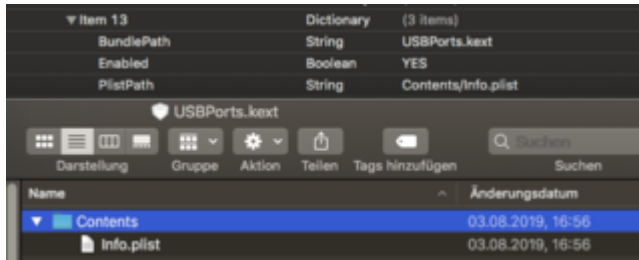 Item 13 Dictionary (3 items)
BundlePath String USBPorts.kext
Enabled Boolean YES
PlistPath String Contents/Info.plist
USBPorts.kext
Suchen
Darstellung Gruppe Aktion Teilen Tags hinzufügen Suchen
Name Änderungsdatum
Contents 03.08.2019, 16:56
Info.plist 03.08.2019, 16:56